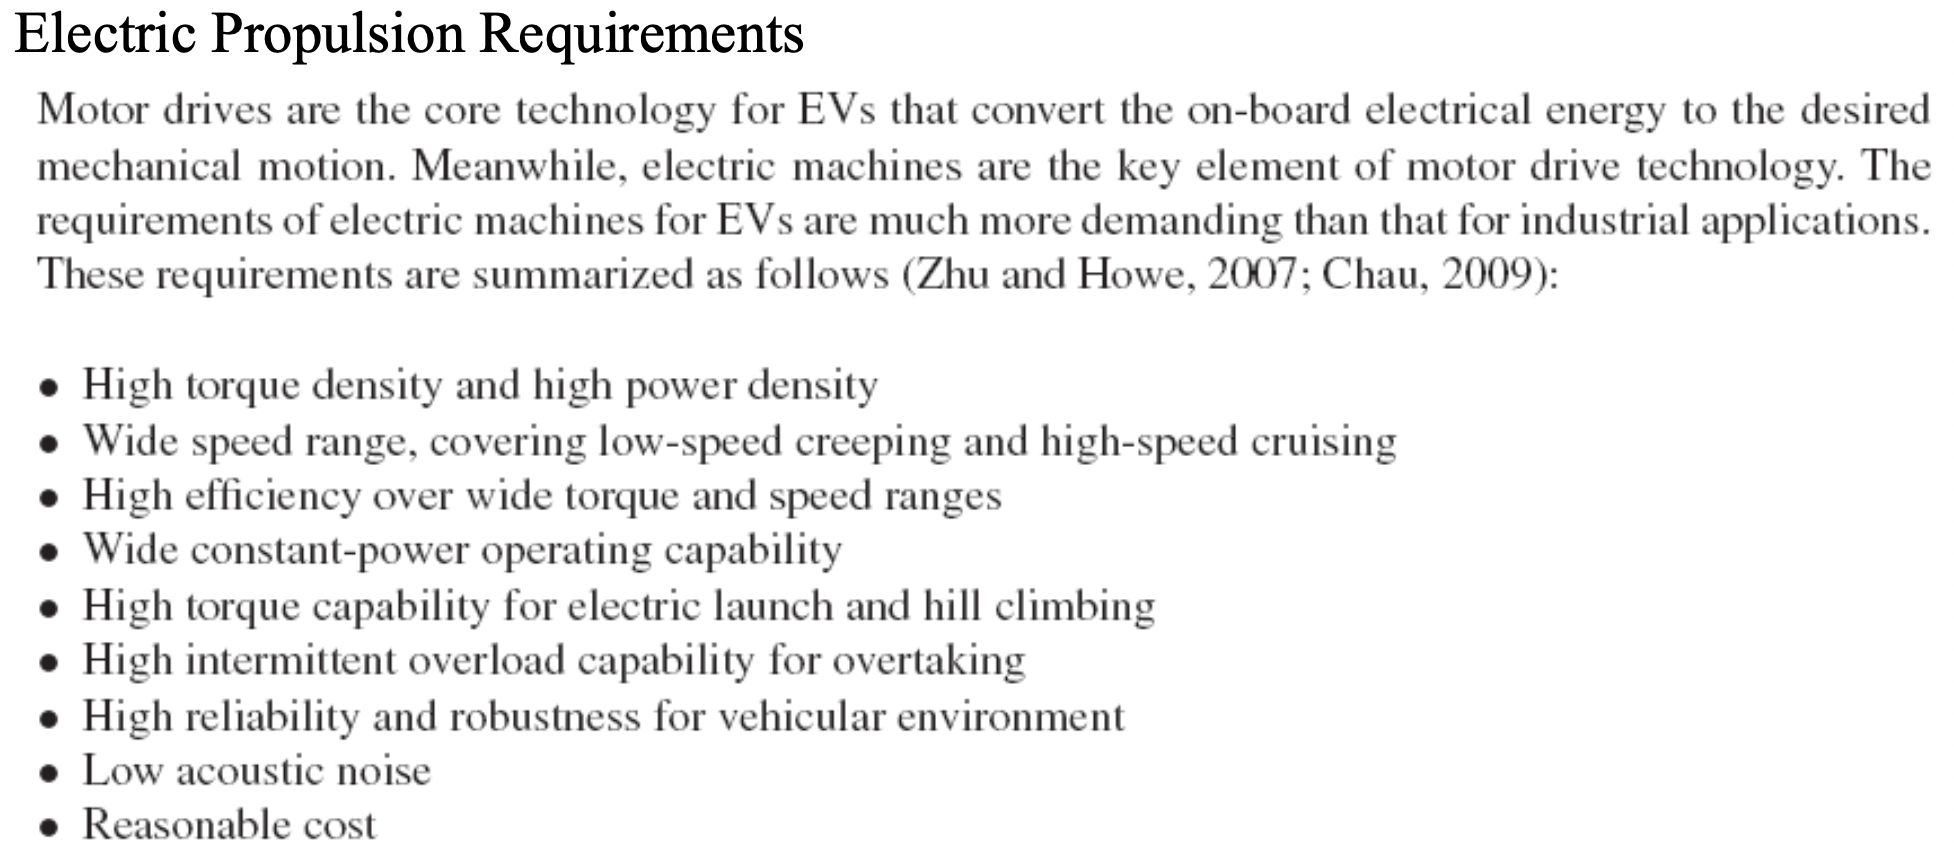 Electric Propulsion Requirements
Motor drives are the core technology for EVs that convert the on-board electrical energy to the desired
mechanical motion. Meanwhile, electric machines are the key element of motor drive technology. The
requirements of electric machines for EVs are much more demanding than that for industrial applications.
These requirements are summarized as follows (Zhu and Howe, 2007; Chau, 2009):
• High torque density and high power density
• Wide speed range, covering low-speed creeping and high-speed cruising
• High efficiency over wide torque and speed ranges
• Wide constant-power operating capability
• High torque capability for electric launch and hill climbing
• High intermittent overload capability for overtaking
• High reliability and robustness for vehicular environment
• Low acoustic noise
• Reasonable cost